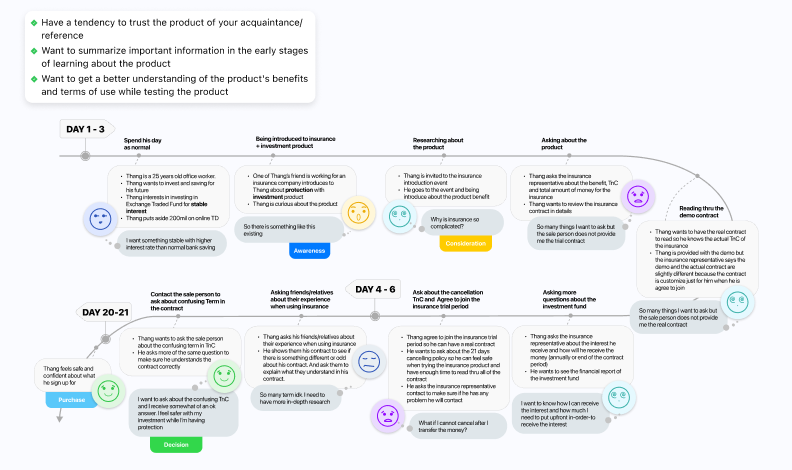 Have a tendency to trust the product of your acquaintance/
reference
Want to summarize important information in the early stages
of learning about the product
Want to get a better understanding of the product's benefits
and terms of use while testing the product
DAY 1 - 3
Spend his day
as normal
Thang is a 25 years old office worker.
Thang wants to invest and saving for
his future
Thang interests in investing in
Exchange Traded Fund for stable
interest
Thang puts aside 200mil on online TD
I want something stable with higher
interest rate than normal bank saving
Being introduced to insurance
+ investment product
One of Thang's friend is working for an
insurance company introduces to
Thang about protection with
investment product
Thang is curious about the product
So there is something like this
existing
Awareness
Researching about
the product
Thang is invited to the insurance
introduction event
He goes to the event and being
introduce about the product benefit
Why is insurance so
complicated?
Consideration
Asking about the
product
Thang asks the insurance
representative about the benefit, TnC
and total amount of money for the
insurance
Thang wants to review the insurance
contract in details
So many things I want to ask but
the sale person does not provide
me the trial contract
Reading thru the
demo contract
Thang wants to have the real contract
to read so he knows the actual TnC of
the insurance
Thang is provided with the demo but
the insurance representative says the
demo and the actual contract are
slightly different because the contract
is customize just for him when he is
agree to join
So many things I want to ask but
the sale person does not provide
me the real contract
DAY 4 - 6
Asking more
questions about the
investment fund
Thang asks the insurance
representative about the interest he
receive and how will he receive the
money (annually or end of the contract
period)
He wants to see the financial report of
the investment fund
I want to know how I can receive
the interest and how much I
need to put upfront in-order-to
receive the interest
Ask about the cancellation
TnC and Agree to join the
insurance trial period
Thang agree to join the insurance trial
period so he can have a real contract
He wants to ask about the 21 days
cancelling policy so he can feel safe
when trying the insurance product and
have enough time to read thru all of the
contract
He asks the insurance representative
contact to make sure if he has any
problem he will contact
What if I cannot cancel after I
transfer the money?
Asking friends/relatives
about their experience
when using insurance
Thang asks his friends/relatives about
their experience when using insurance
He shows them his contract to see if
there is something different or odd
about his contract. And ask them to
explain what they understand in his
contract.
So many term idk. I need to
have more in-depth research
Contact the sale person to
ask about confusing Term in
the contract
Thang wants to ask the sale person
about the confusing term in TnC
He asks more of the same question to
make sure he understands the
contract correctly
I want to ask about the confusing TnC
and I receive somewhat of an ok
answer. I feel safer with my
investment while I'm having
protection
Decision
DAY 20-21
Thang feels safe and
confident about what
he sign up for
Purchase